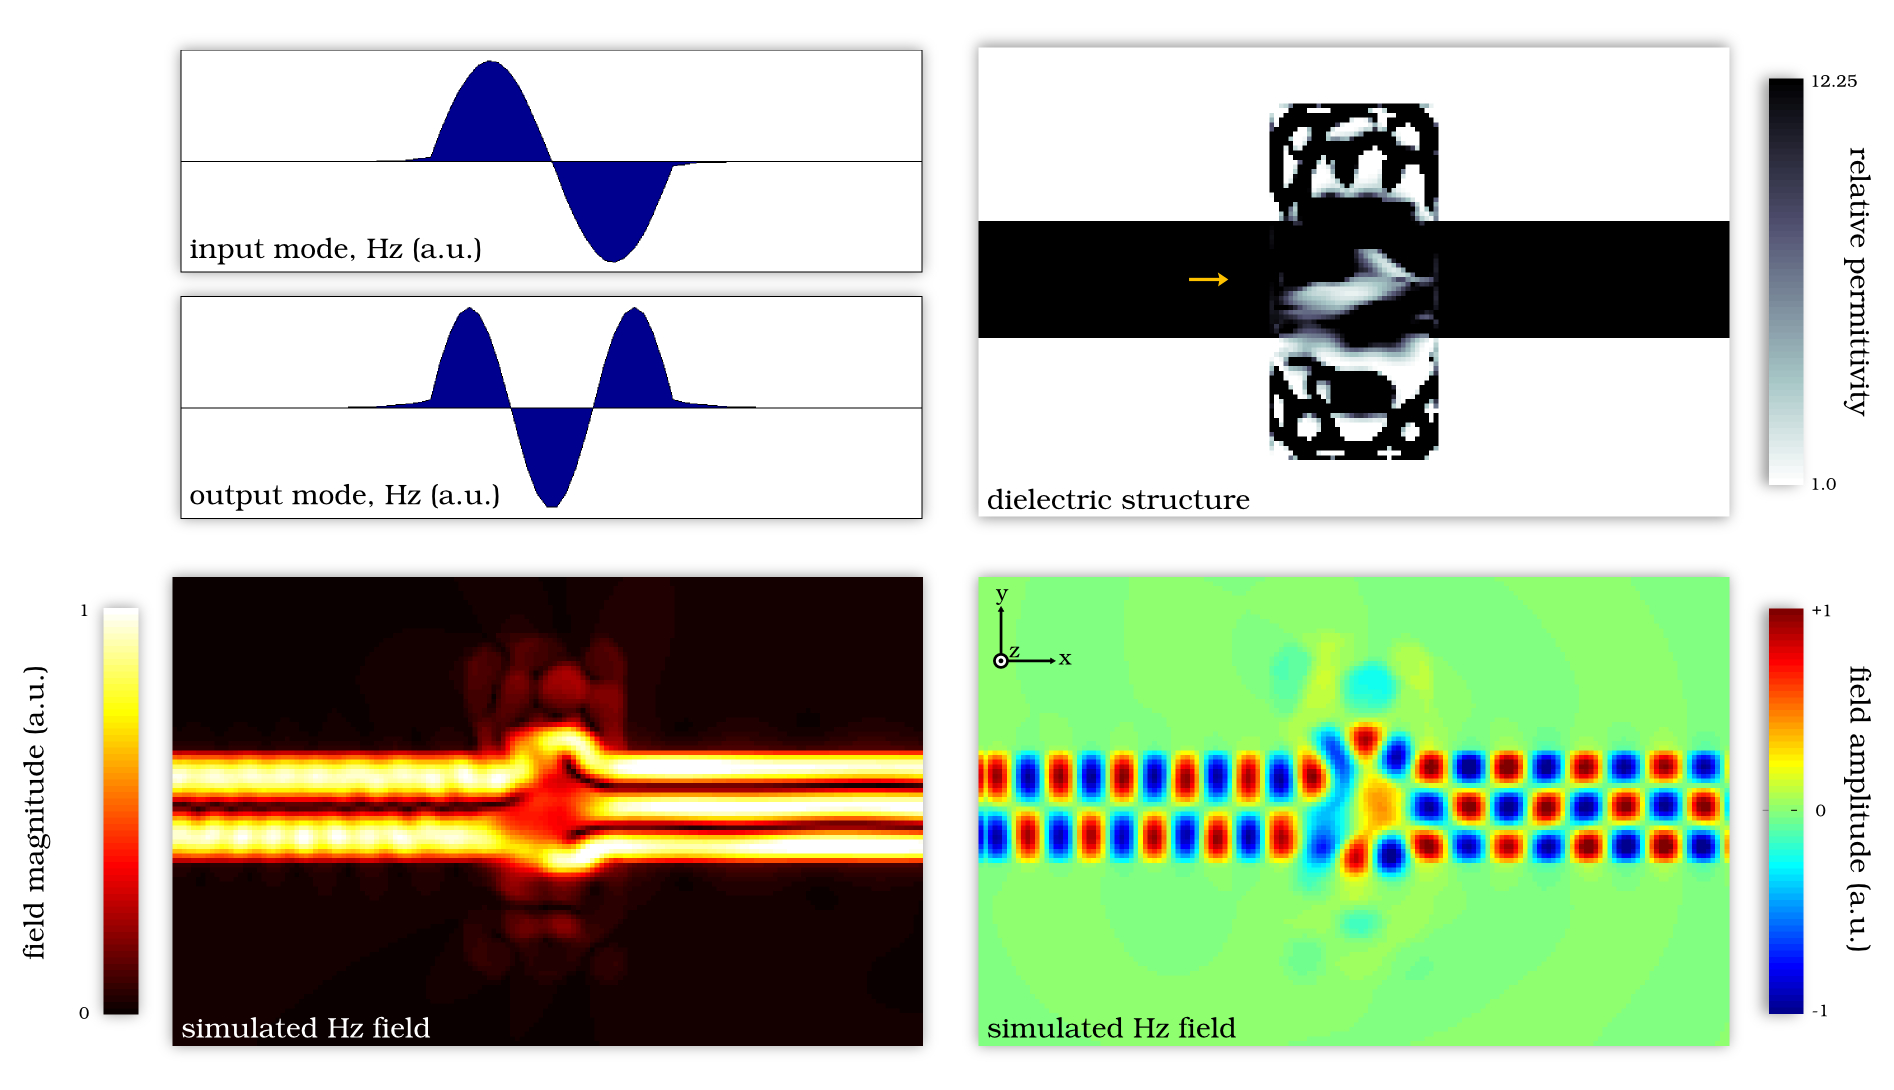 input mode, Hz (a.u.)
output mode, Hz (a.u.)
dielectric structure
12.25
relative permittivity
1.0
1
field magnitude (a.u.)
0
simulated Hz field
y
z
x
simulated Hz field
+1
0
field amplitude (a.u.)
-1